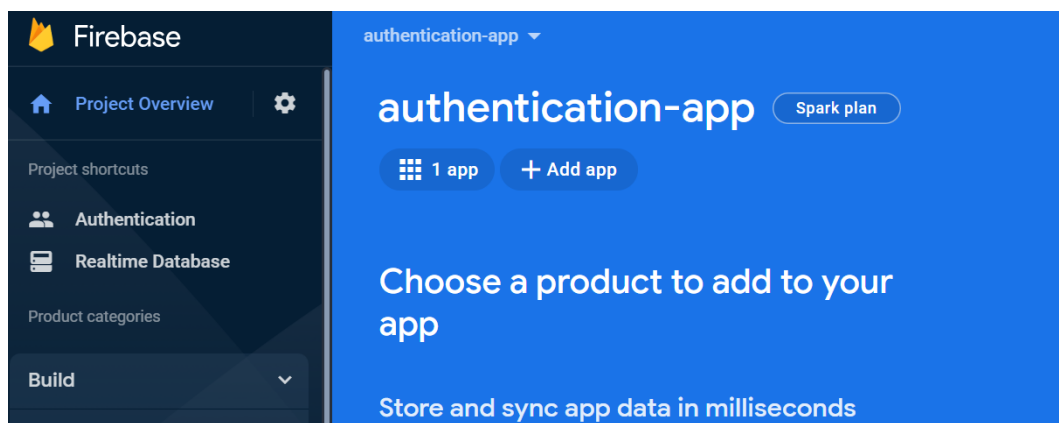 Firebase
Project Overview
Project shortcuts
Authentication
Realtime Database
Product categories
Build
authentication-app
authentication-app Spark plan
1 app + Add app
Choose a product to add to your
app
Store and sync app data in milliseconds